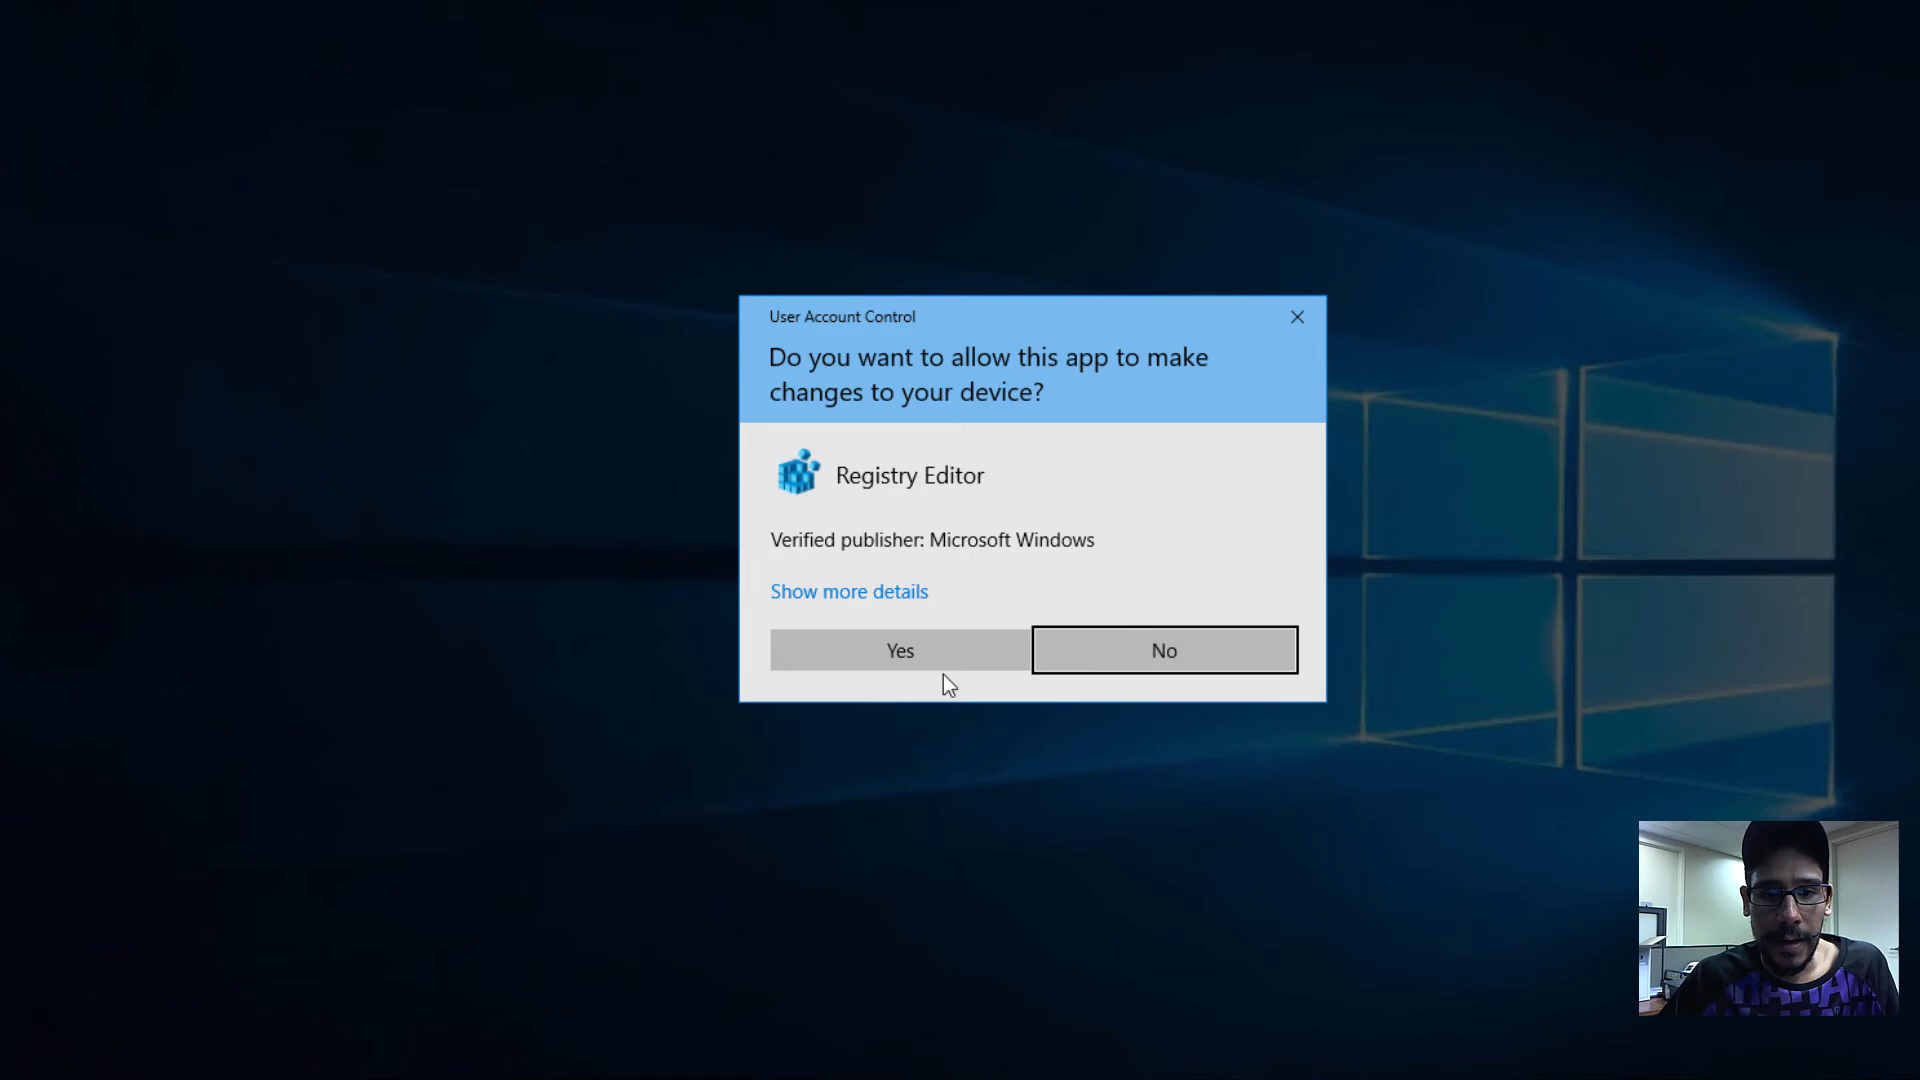 User Account Control
Do you want to allow this app to make
changes to your device?
Registry Editor
Verified publisher: Microsoft Windows
Show more details
Yes
No